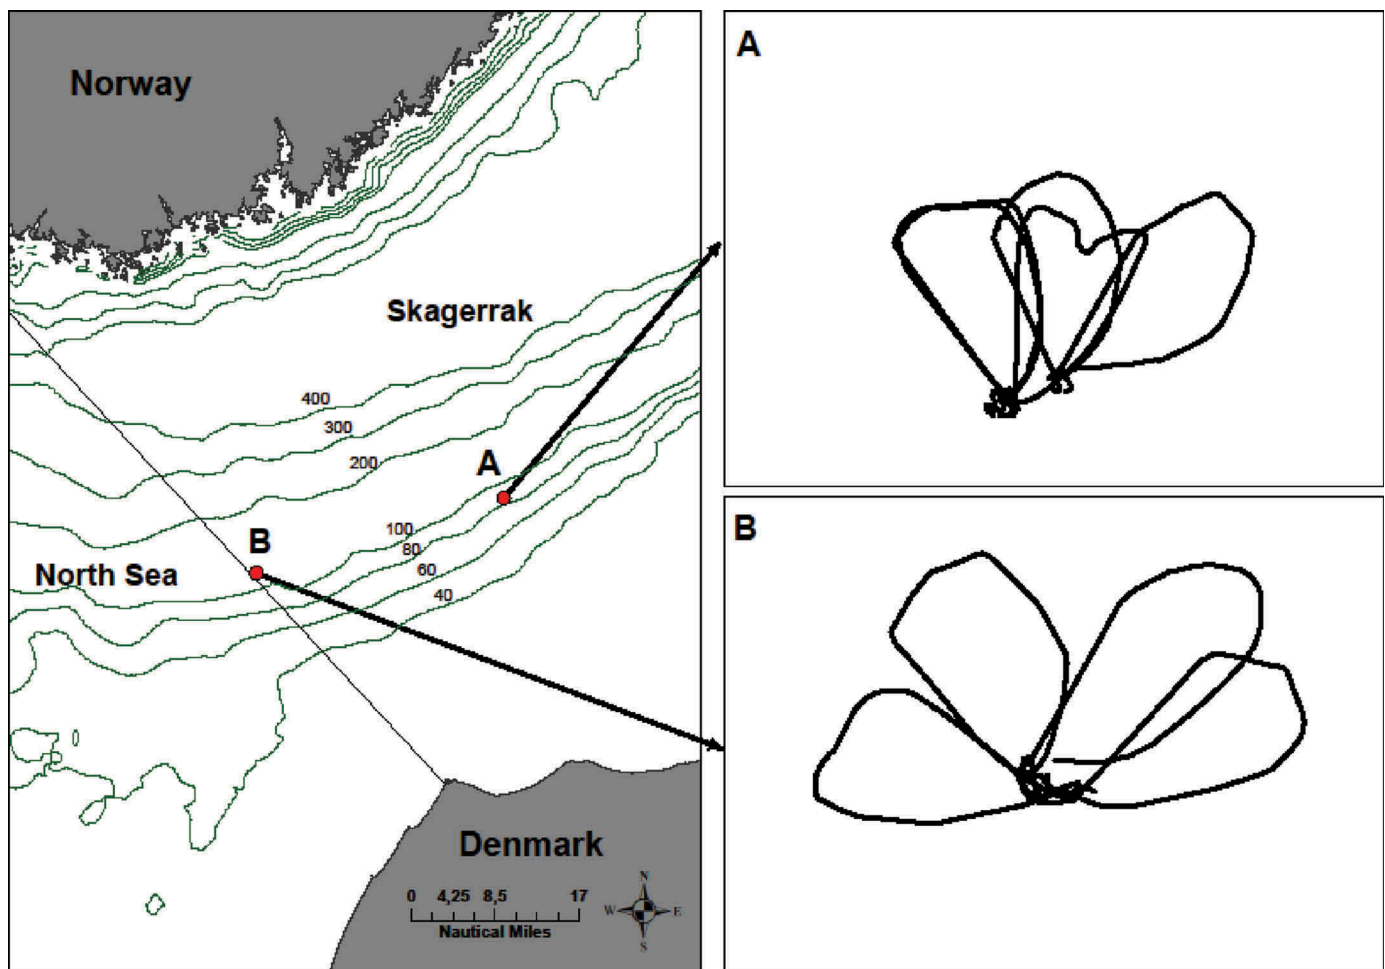 Norway
Skagerrak
400
300
200
A
100
80
B
60
North Sea
40
Denmark
0 4,25 8,5 17
Nautical Miles
N
W E
S
A
B